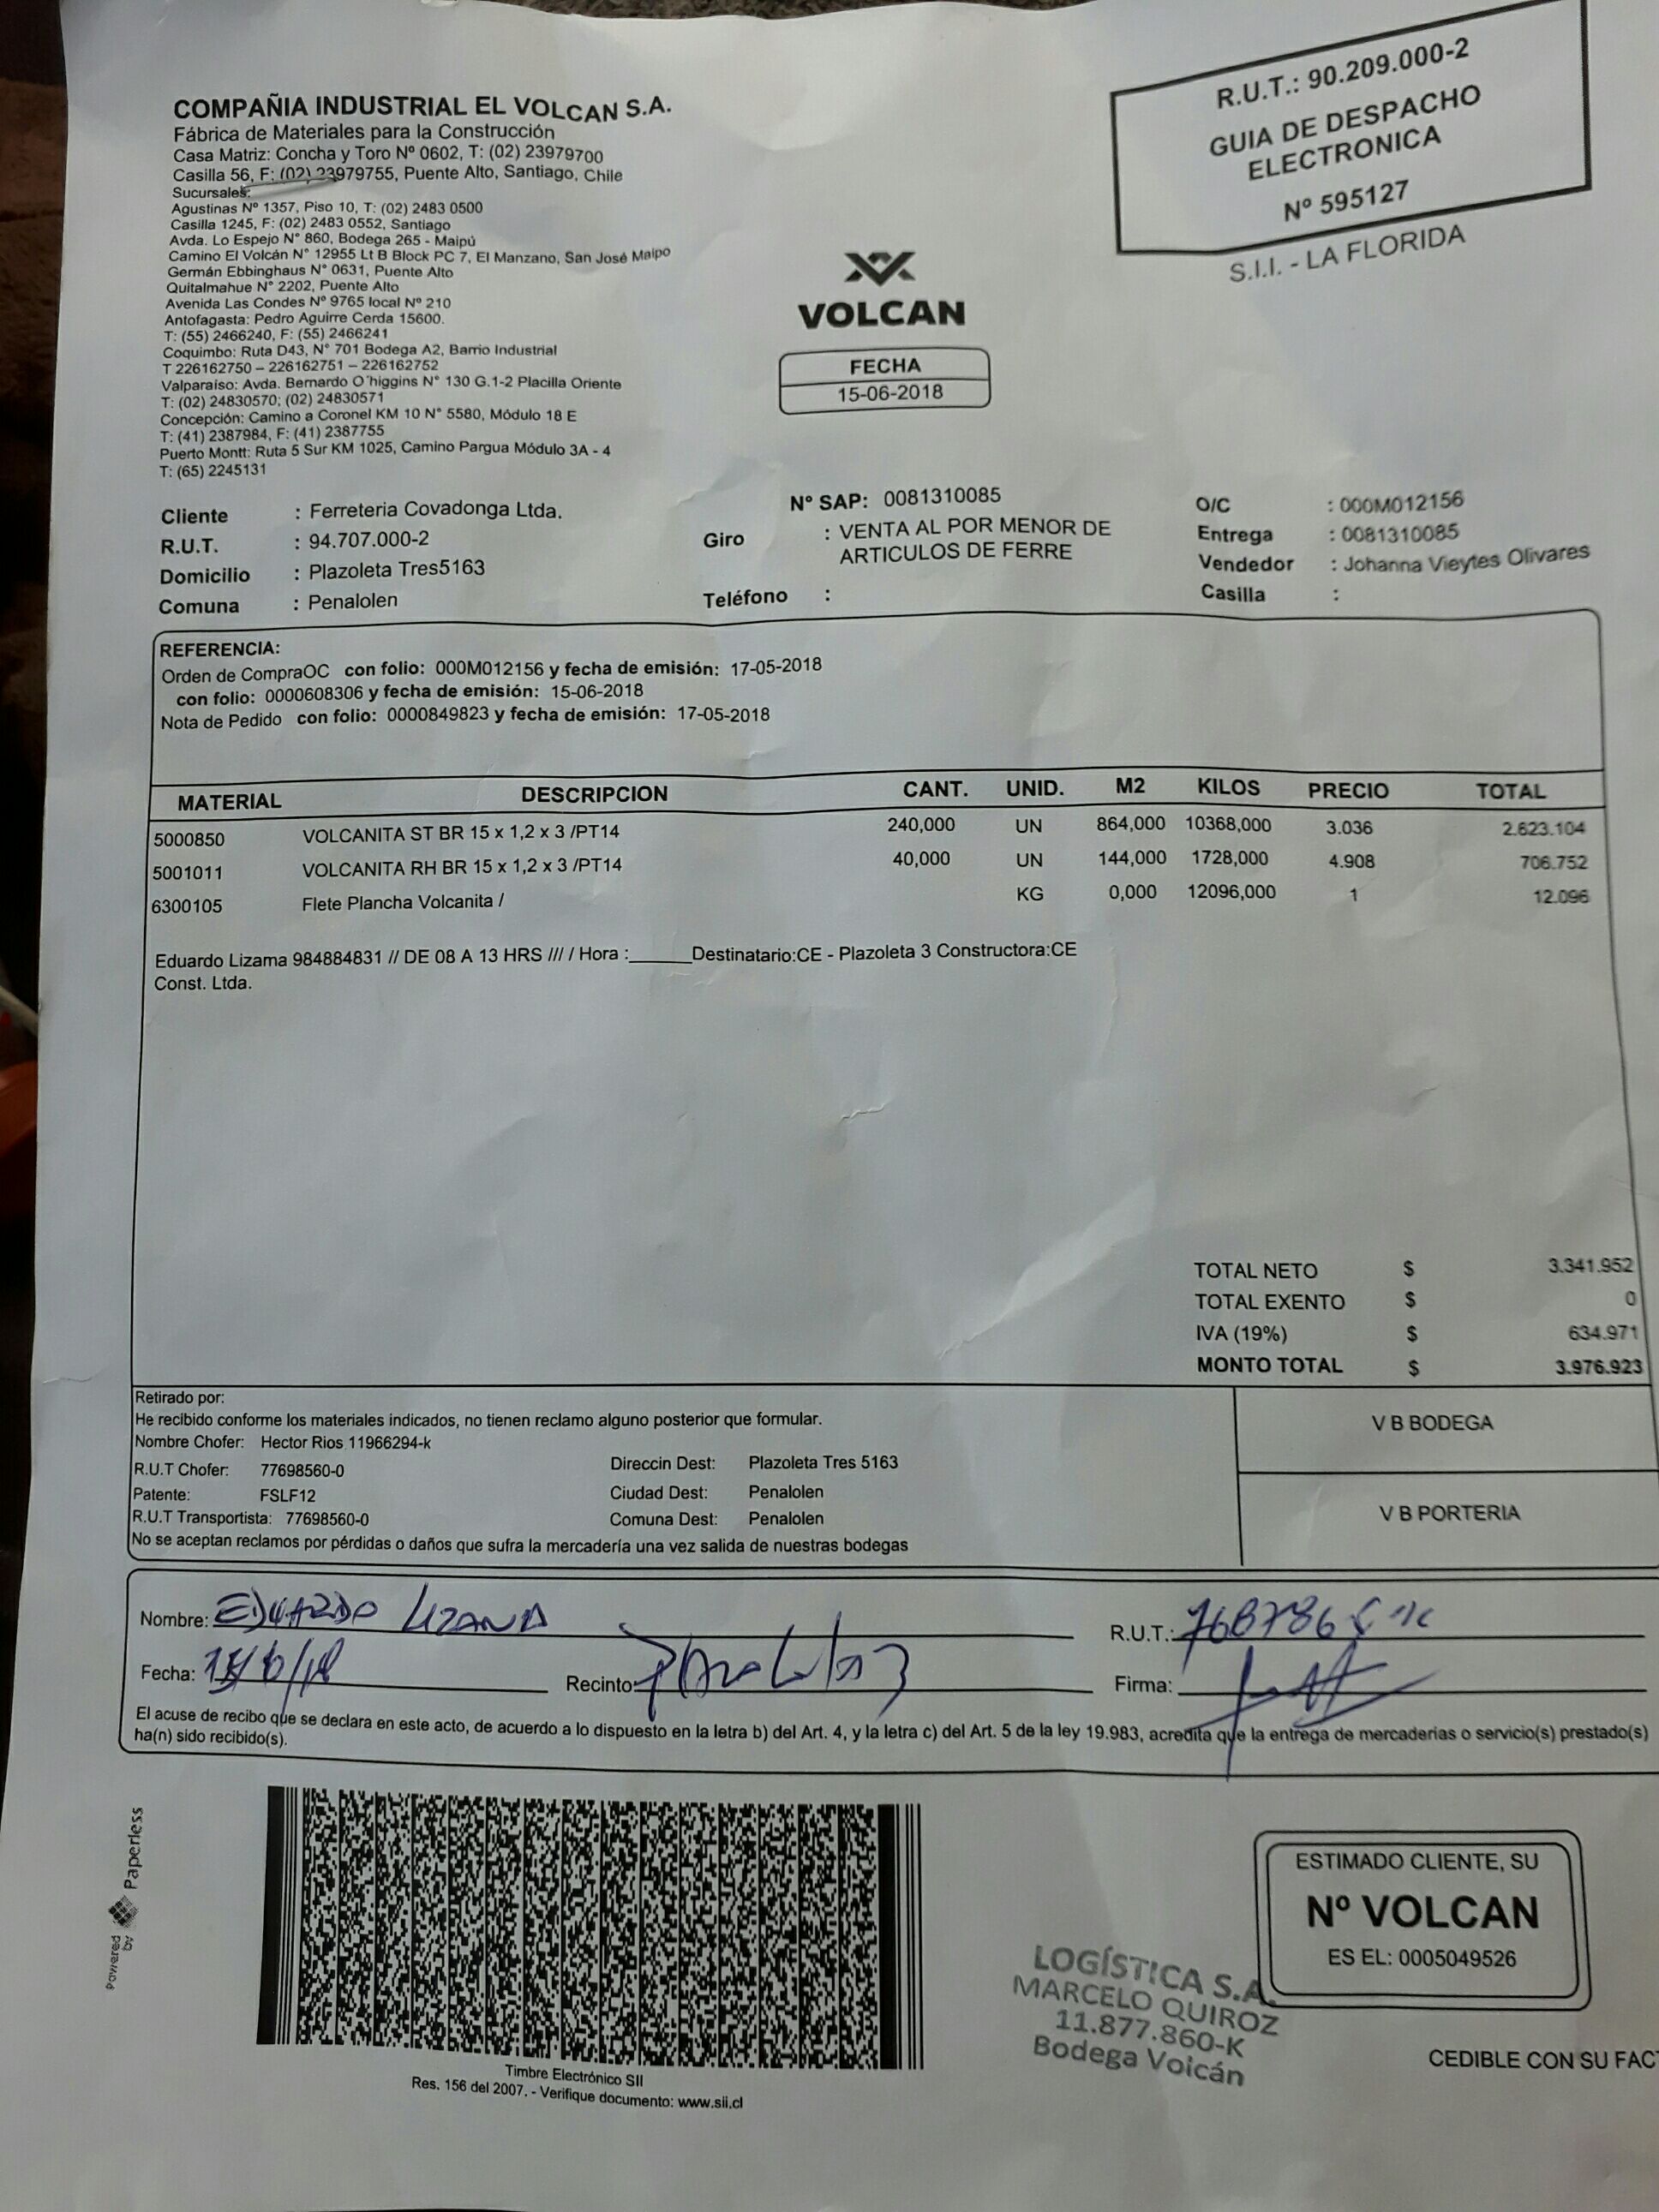 COMPAÑIA INDUSTRIAL EL VOLCAN S.A.
Fábrica de Materiales para la Construcción
Casa Matriz: Concha y Toro Nº 0602, T: (02) 23979700
Casilla 56, F: (02) 23979755, Puente Alto, Santiago, Chile
Sucursales:
Agustinas Nº 1357, Piso 10, T: (02) 2483 0500
Casilla 1245, F: (02) 2483 0552, Santiago
Avda. Lo Espejo N° 860, Bodega 265 - Maipú
Camino El Volcán N° 12955 Lt B Block PC 7, El Manzano, San José Maipo
Germán Ebbinghaus N° 0631, Puente Alto
Quitalmahue N° 2202, Puente Alto
Avenida Las Condes Nº 9765 local Nº 210
Antofagasta: Pedro Aguirre Cerda 15600.
T: (55) 2466240, F: (55) 2466241
Coquimbo: Ruta D43, N° 701 Bodega A2, Barrio Industrial
T 226162750 – 226162751 – 226162752
Valparaíso: Avda. Bernardo O´higgins N° 130 G.1-2 Placilla Oriente
T: (02) 24830570; (02) 24830571
Concepción: Camino a Coronel KM 10 N° 5580, Módulo 18 E
T: (41) 2387984, F: (41) 2387755
Puerto Montt: Ruta 5 Sur KM 1025, Camino Pargua Módulo 3A - 4
T: (65) 2245131
VOLCAN
FECHA
15-06-2018
R.U.T.: 90.209.000-2
GUIA DE DESPACHO
ELECTRONICA
Nº 595127
S.I.I. - LA FLORIDA
Cliente : Ferreteria Covadonga Ltda.
R.U.T. : 94.707.000-2
Domicilio : Plazoleta Tres5163
Comuna : Penalolen
Nº SAP: 0081310085
Giro : VENTA AL POR MENOR DE
ARTICULOS DE FERRE
Teléfono :
O/C : 000M012156
Entrega : 0081310085
Vendedor : Johanna Vieytes Olivares
Casilla :
REFERENCIA:
Orden de CompraOC con folio: 000M012156 y fecha de emisión: 17-05-2018
con folio: 0000608306 y fecha de emisión: 15-06-2018
Nota de Pedido con folio: 0000849823 y fecha de emisión: 17-05-2018
MATERIAL DESCRIPCION CANT. UNID. M2 KILOS PRECIO TOTAL
5000850 VOLCANITA ST BR 15 x 1,2 x 3 /PT14 240,000 UN 864,000 10368,000 3.036 2.623.104
5001011 VOLCANITA RH BR 15 x 1,2 x 3 /PT14 40,000 UN 144,000 1728,000 4.908 706.752
6300105 Flete Plancha Volcanita / KG 0,000 12096,000 1 12.096
Eduardo Lizama 984884831 // DE 08 A 13 HRS /// / Hora :______Destinatario:CE - Plazoleta 3 Constructora:CE
Const. Ltda.
TOTAL NETO $ 3.341.952
TOTAL EXENTO $ 0
IVA (19%) $ 634.971
MONTO TOTAL $ 3.976.923
Retirado por:
He recibido conforme los materiales indicados, no tienen reclamo alguno posterior que formular.
Nombre Chofer: Hector Rios 11966294-k
R.U.T Chofer: 77698560-0
Patente: FSLF12
R.U.T Transportista: 77698560-0
Direccin Dest: Plazoleta Tres 5163
Ciudad Dest: Penalolen
Comuna Dest: Penalolen
No se aceptan reclamos por pérdidas o daños que sufra la mercadería una vez salida de nuestras bodegas
V B BODEGA
V B PORTERIA
Nombre: EDUARDO LIZAMA
R.U.T.:
Fecha:
Recinto:
Firma:
El acuse de recibo que se declara en este acto, de acuerdo a lo dispuesto en la letra b) del Art. 4, y la letra c) del Art. 5 de la ley 19.983, acredita que la entrega de mercaderias o servicio(s) prestado(s)
ha(n) sido recibido(s).
Powered by Paperless
Timbre Electrónico SII
Res. 156 del 2007. - Verifique documento: www.sii.cl
LOGÍSTICA S.A.
MARCELO QUIROZ
11.877.860-K
Bodega Volcán
ESTIMADO CLIENTE, SU
Nº VOLCAN
ES EL: 0005049526
CEDIBLE CON SU FACT